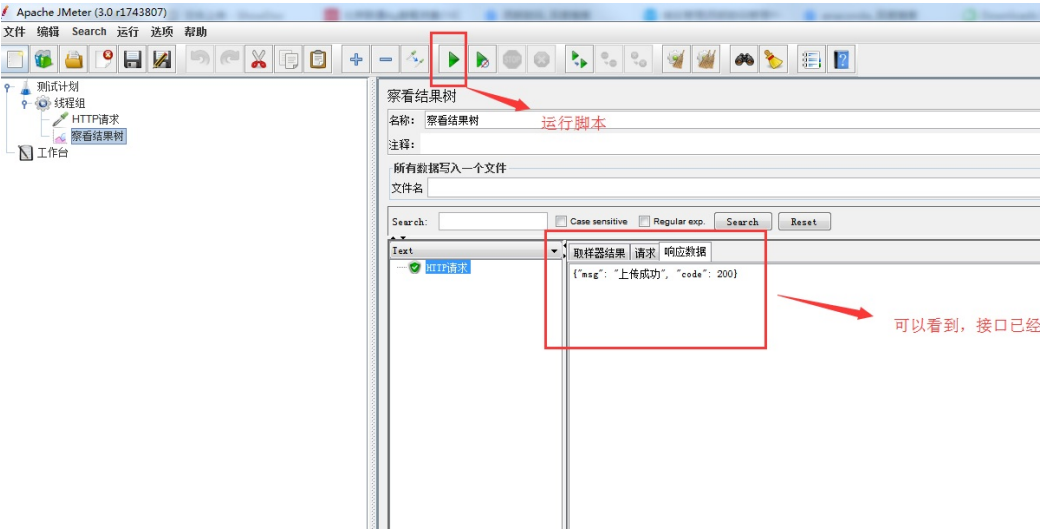 Apache JMeter (3.0 r1743807)
文件 编辑 Search 运行 选项 帮助
测试计划
线程组
HTTP请求
察看结果树
工作台
察看结果树
名称: 察看结果树
运行脚本
注释:
所有数据写入一个文件
文件名
Search: Case sensitive Regular exp. Search Reset
Text
HTTP请求
取样器结果 请求 响应数据
{"msg": "上传成功", "code": 200}
可以看到，接口已经